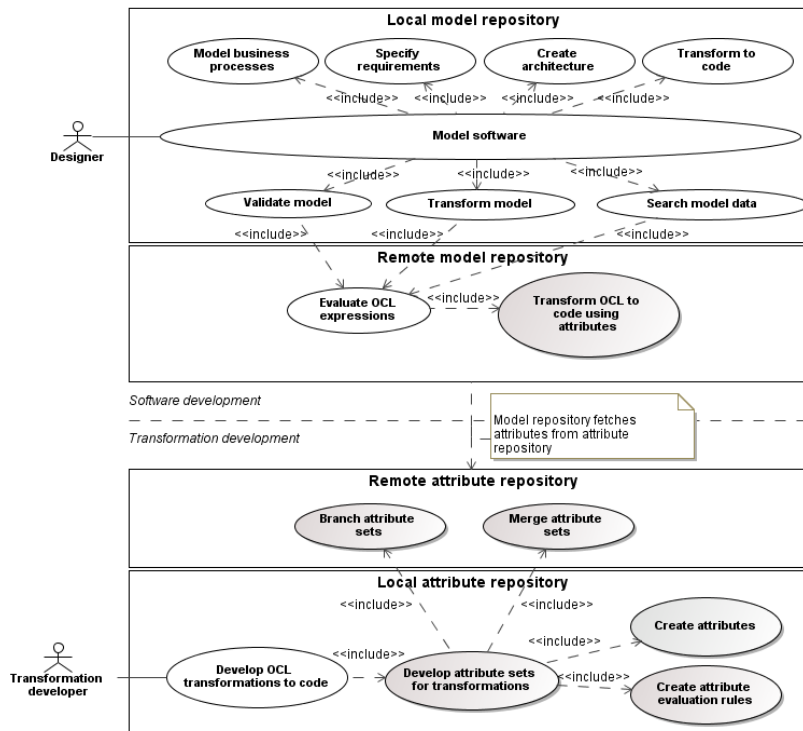 Local model repository
Model business
processes
Specify
requirements
Create
architecture
Transform to
code
<<include>>
<<include>>
<<include>>
<<include>>
Designer
Model software
<<include>>
<<include>>
<<include>>
Validate model
Transform model
Search model data
<<include>>
<<include>>
<<include>>
Remote model repository
Evaluate OCL
expressions
<<include>>
Transform OCL to
code using
attributes
Software development
Transformation development
Model repository fetches
attributes from attribute
repository
Remote attribute repository
Branch attribute
sets
Merge attribute
sets
Local attribute repository
<<include>>
<<include>>
Create attributes
Transformation
developer
Develop OCL
transformations to code
<<include>>
Develop attribute sets
for transformations
<<include>>
<<include>>
Create attribute
evaluation rules